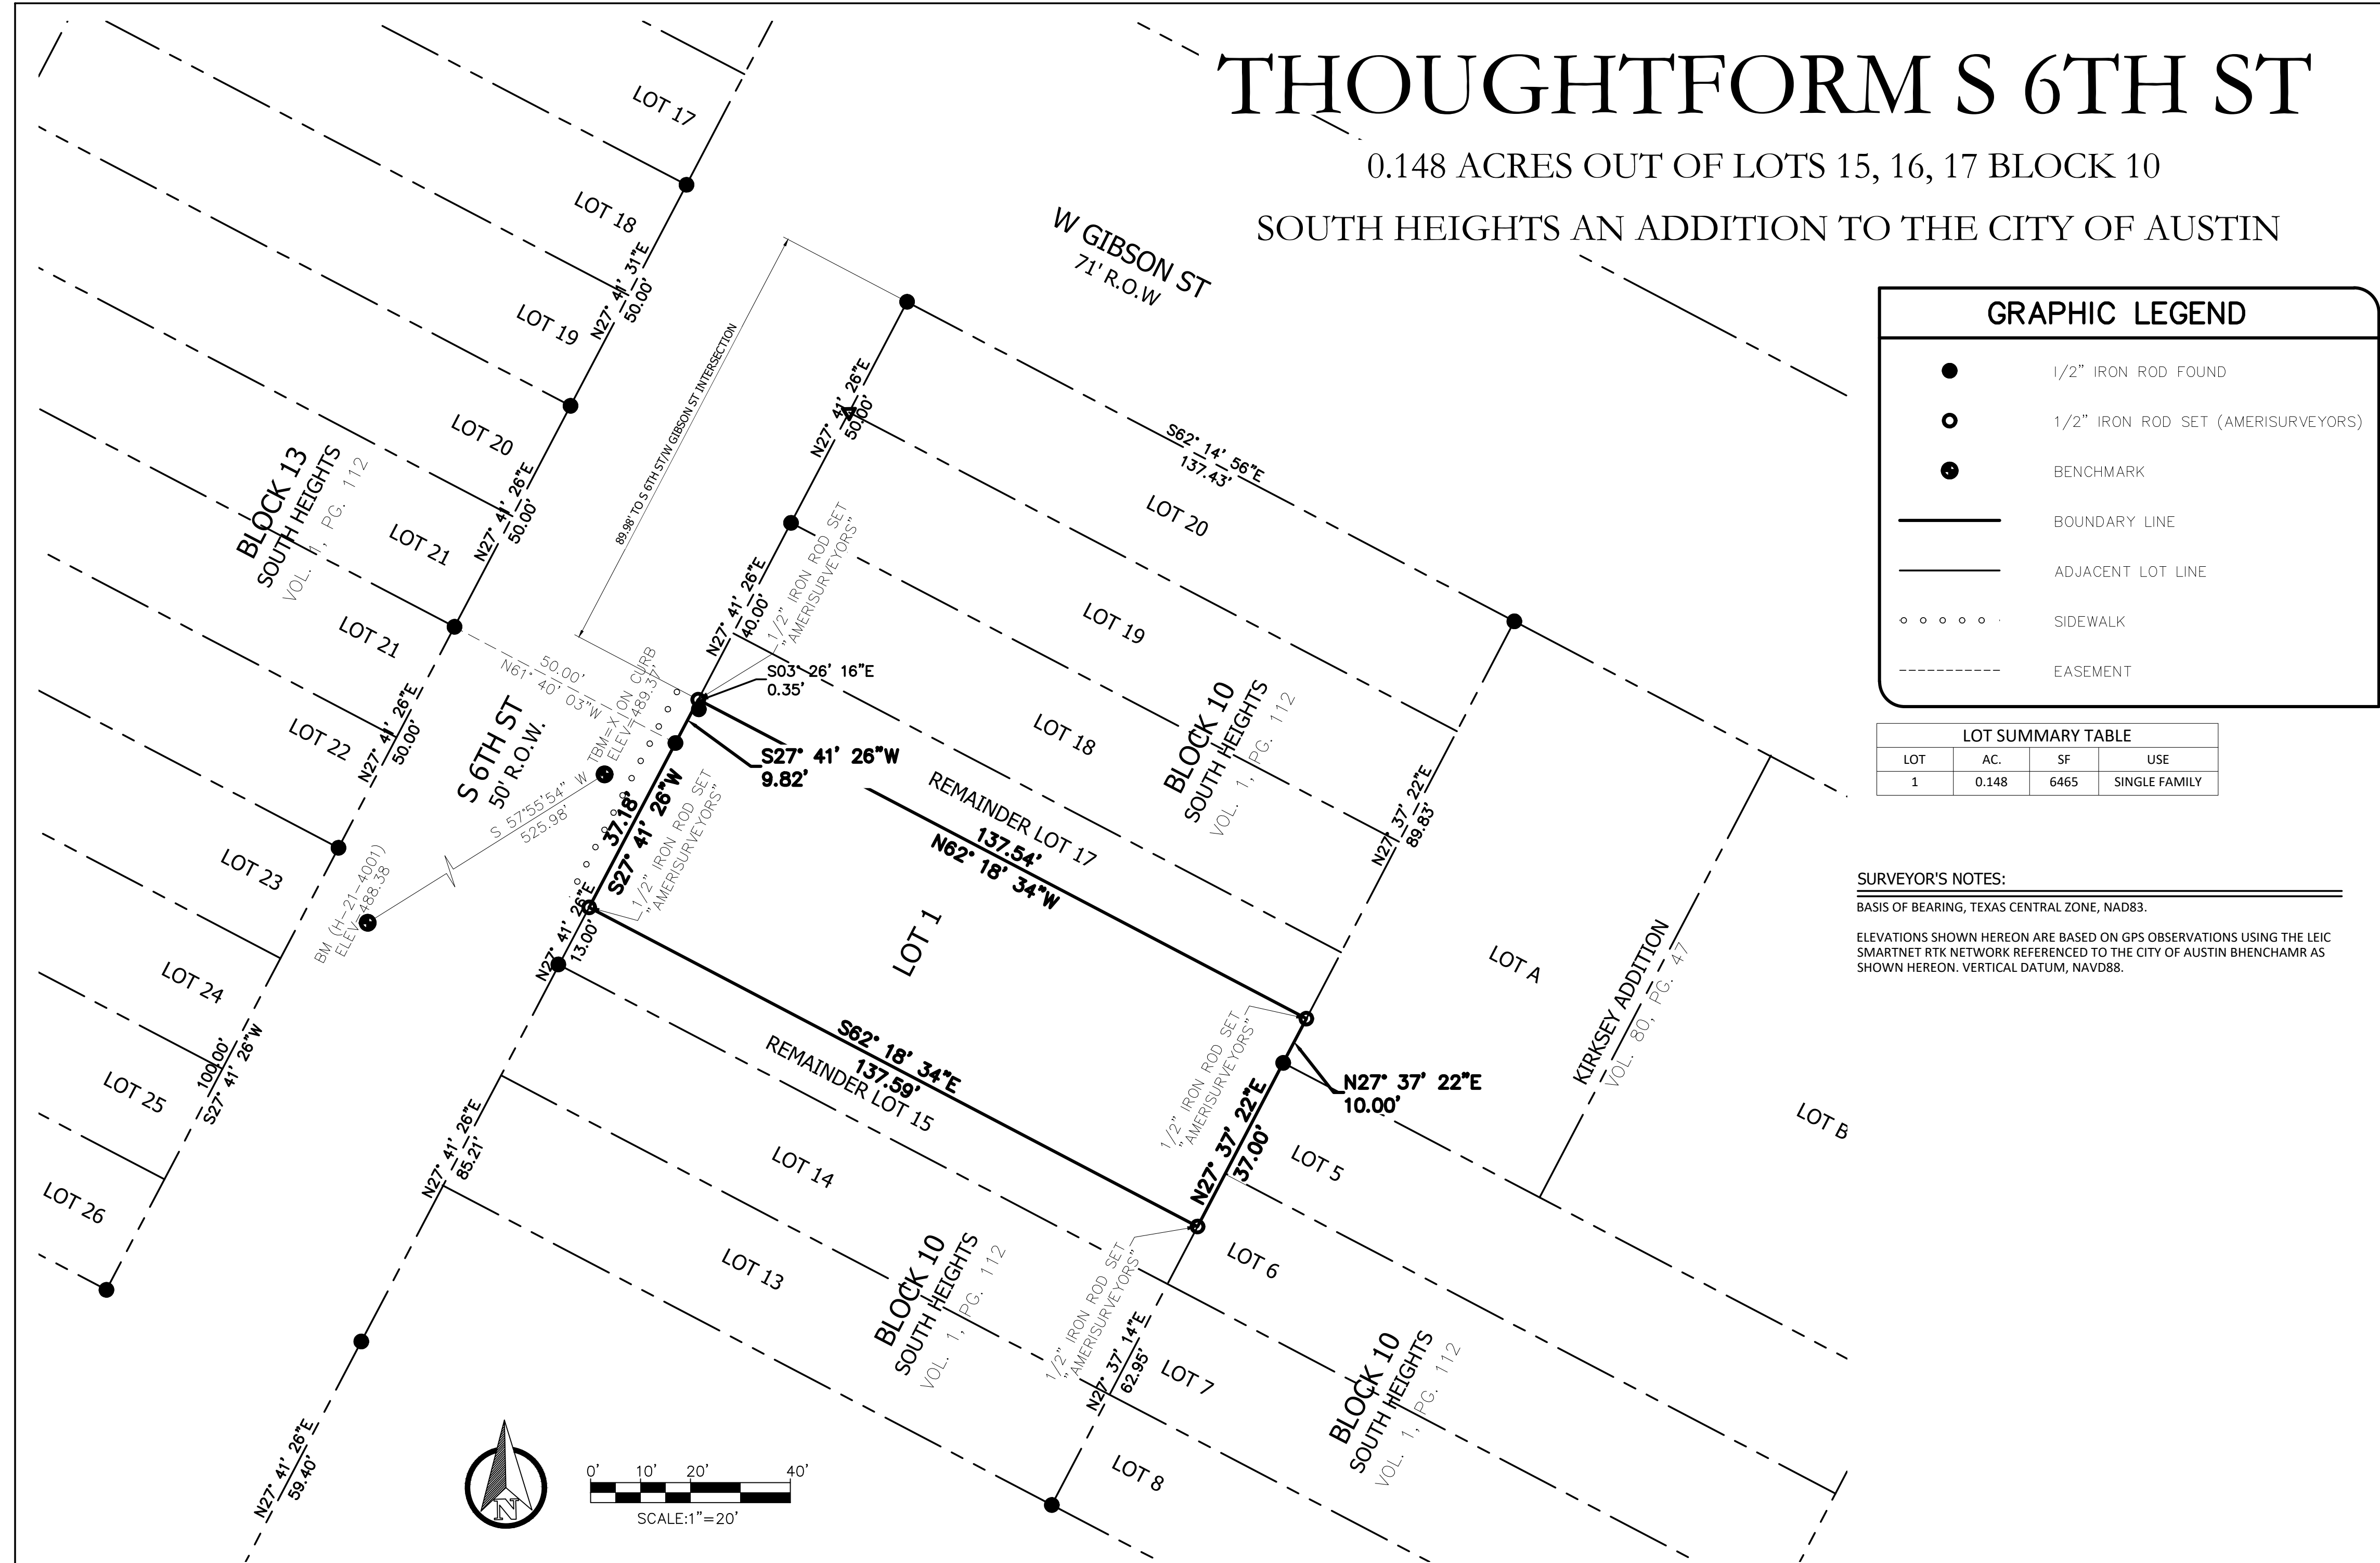 THOUGHTFORM S 6TH ST
0.148 ACRES OUT OF LOTS 15, 16, 17 BLOCK 10
SOUTH HEIGHTS AN ADDITION TO THE CITY OF AUSTIN
GRAPHIC LEGEND
1/2" IRON ROD FOUND
1/2" IRON ROD SET (AMERISURVEYORS)
BENCHMARK
BOUNDARY LINE
ADJACENT LOT LINE
SIDEWALK
EASEMENT
LOT SUMMARY TABLE
LOT AC. SF USE
1 0.148 6465 SINGLE FAMILY
SURVEYOR'S NOTES:
BASIS OF BEARING, TEXAS CENTRAL ZONE, NAD83.
ELEVATIONS SHOWN HEREON ARE BASED ON GPS OBSERVATIONS USING THE LEIC
SMARTNET RTK NETWORK REFERENCED TO THE CITY OF AUSTIN BHENCHAMR AS
SHOWN HEREON. VERTICAL DATUM, NAVD88.
LOT 17
LOT 18
LOT 19
LOT 20
LOT 21
LOT 21
LOT 22
LOT 23
LOT 24
LOT 25
LOT 26
BLOCK 13
SOUTH HEIGHTS
VOL. 1, PG. 112
N27° 41' 31"E
50.00'
N27° 41' 26"E
50.00'
N27° 41' 26"E
50.00'
100.00'
S27° 41' 26"W
W GIBSON ST
71' R.O.W
89.98' TO S 6TH ST/W GIBSON ST INTERSECTION
N27° 41' 26"E
50.00'
S62° 14' 56"E
137.43'
N27° 41' 26"E
40.00'
1/2" IRON ROD SET
"AMERISURVEYORS"
S03° 26' 16"E
0.35'
50.00'
N61° 40' 03"W
S 6TH ST
50' R.O.W.
TBM=X ON CURB
ELEV=489.37'
S 57°55'54" W
525.98'
BM (H-21-4001)
ELEV=488.38
S27° 41' 26"W
9.82'
37.18'
S27° 41' 26"W
1/2" IRON ROD SET
"AMERISURVEYORS"
N27° 41' 26"E
13.00'
LOT 20
LOT 19
LOT 18
BLOCK 10
SOUTH HEIGHTS
VOL. 1, PG. 112
REMAINDER LOT 17
137.54'
N62° 18' 34"W
N27° 37' 22"E
89.83'
LOT 1
S62° 18' 34"E
137.59'
REMAINDER LOT 15
LOT 14
LOT 13
N27° 41' 26"E
85.21'
N27° 41' 26"E
59.40'
BLOCK 10
SOUTH HEIGHTS
VOL. 1, PG. 112
1/2" IRON ROD SET
"AMERISURVEYORS"
N27° 37' 22"E
10.00'
N27° 37' 22"E
37.00'
1/2" IRON ROD SET
"AMERISURVEYORS"
N27° 37' 14"E
62.95'
LOT A
KIRKSEY ADDITION
VOL. 80, PG. 47
LOT B
LOT 5
LOT 6
LOT 7
LOT 8
BLOCK 10
SOUTH HEIGHTS
VOL. 1, PG. 112
N
0' 10' 20' 40'
SCALE:1"=20'